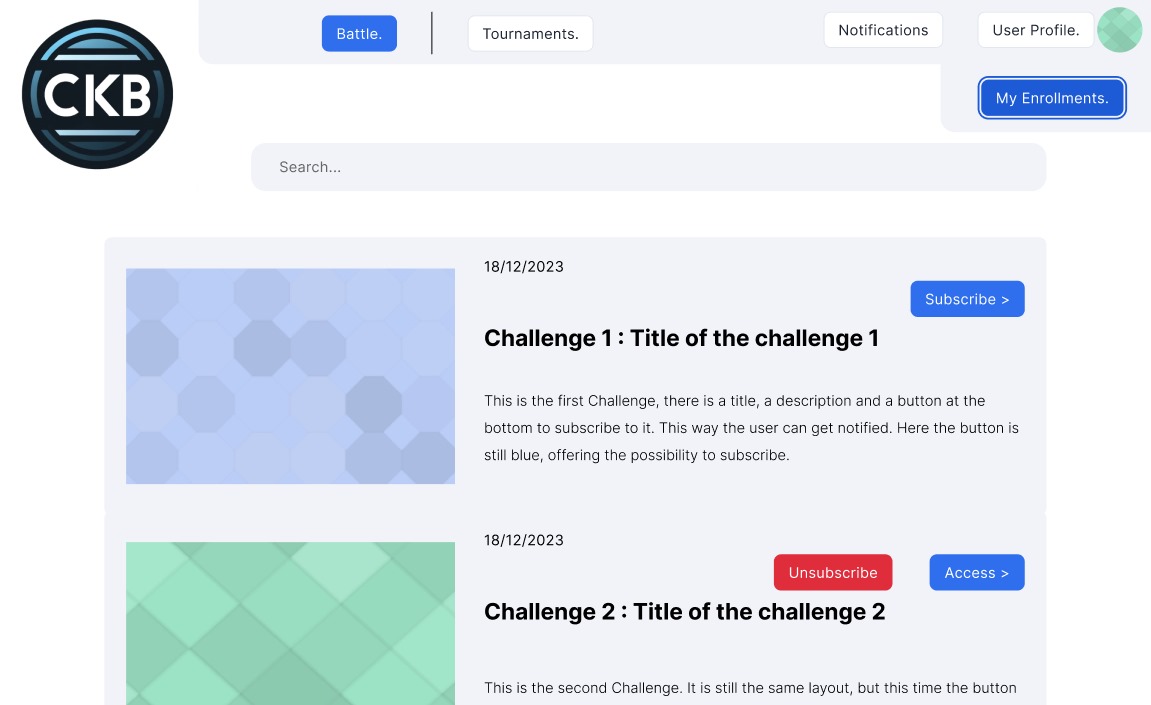 Battle.
Tournaments.
Notifications
User Profile.
CKB
My Enrollments.
Search...
18/12/2023
Subscribe >
Challenge 1 : Title of the challenge 1
This is the first Challenge, there is a title, a description and a button at the
bottom to subscribe to it. This way the user can get notified. Here the button is
still blue, offering the possibility to subscribe.
18/12/2023
Unsubscribe
Access >
Challenge 2 : Title of the challenge 2
This is the second Challenge. It is still the same layout, but this time the button